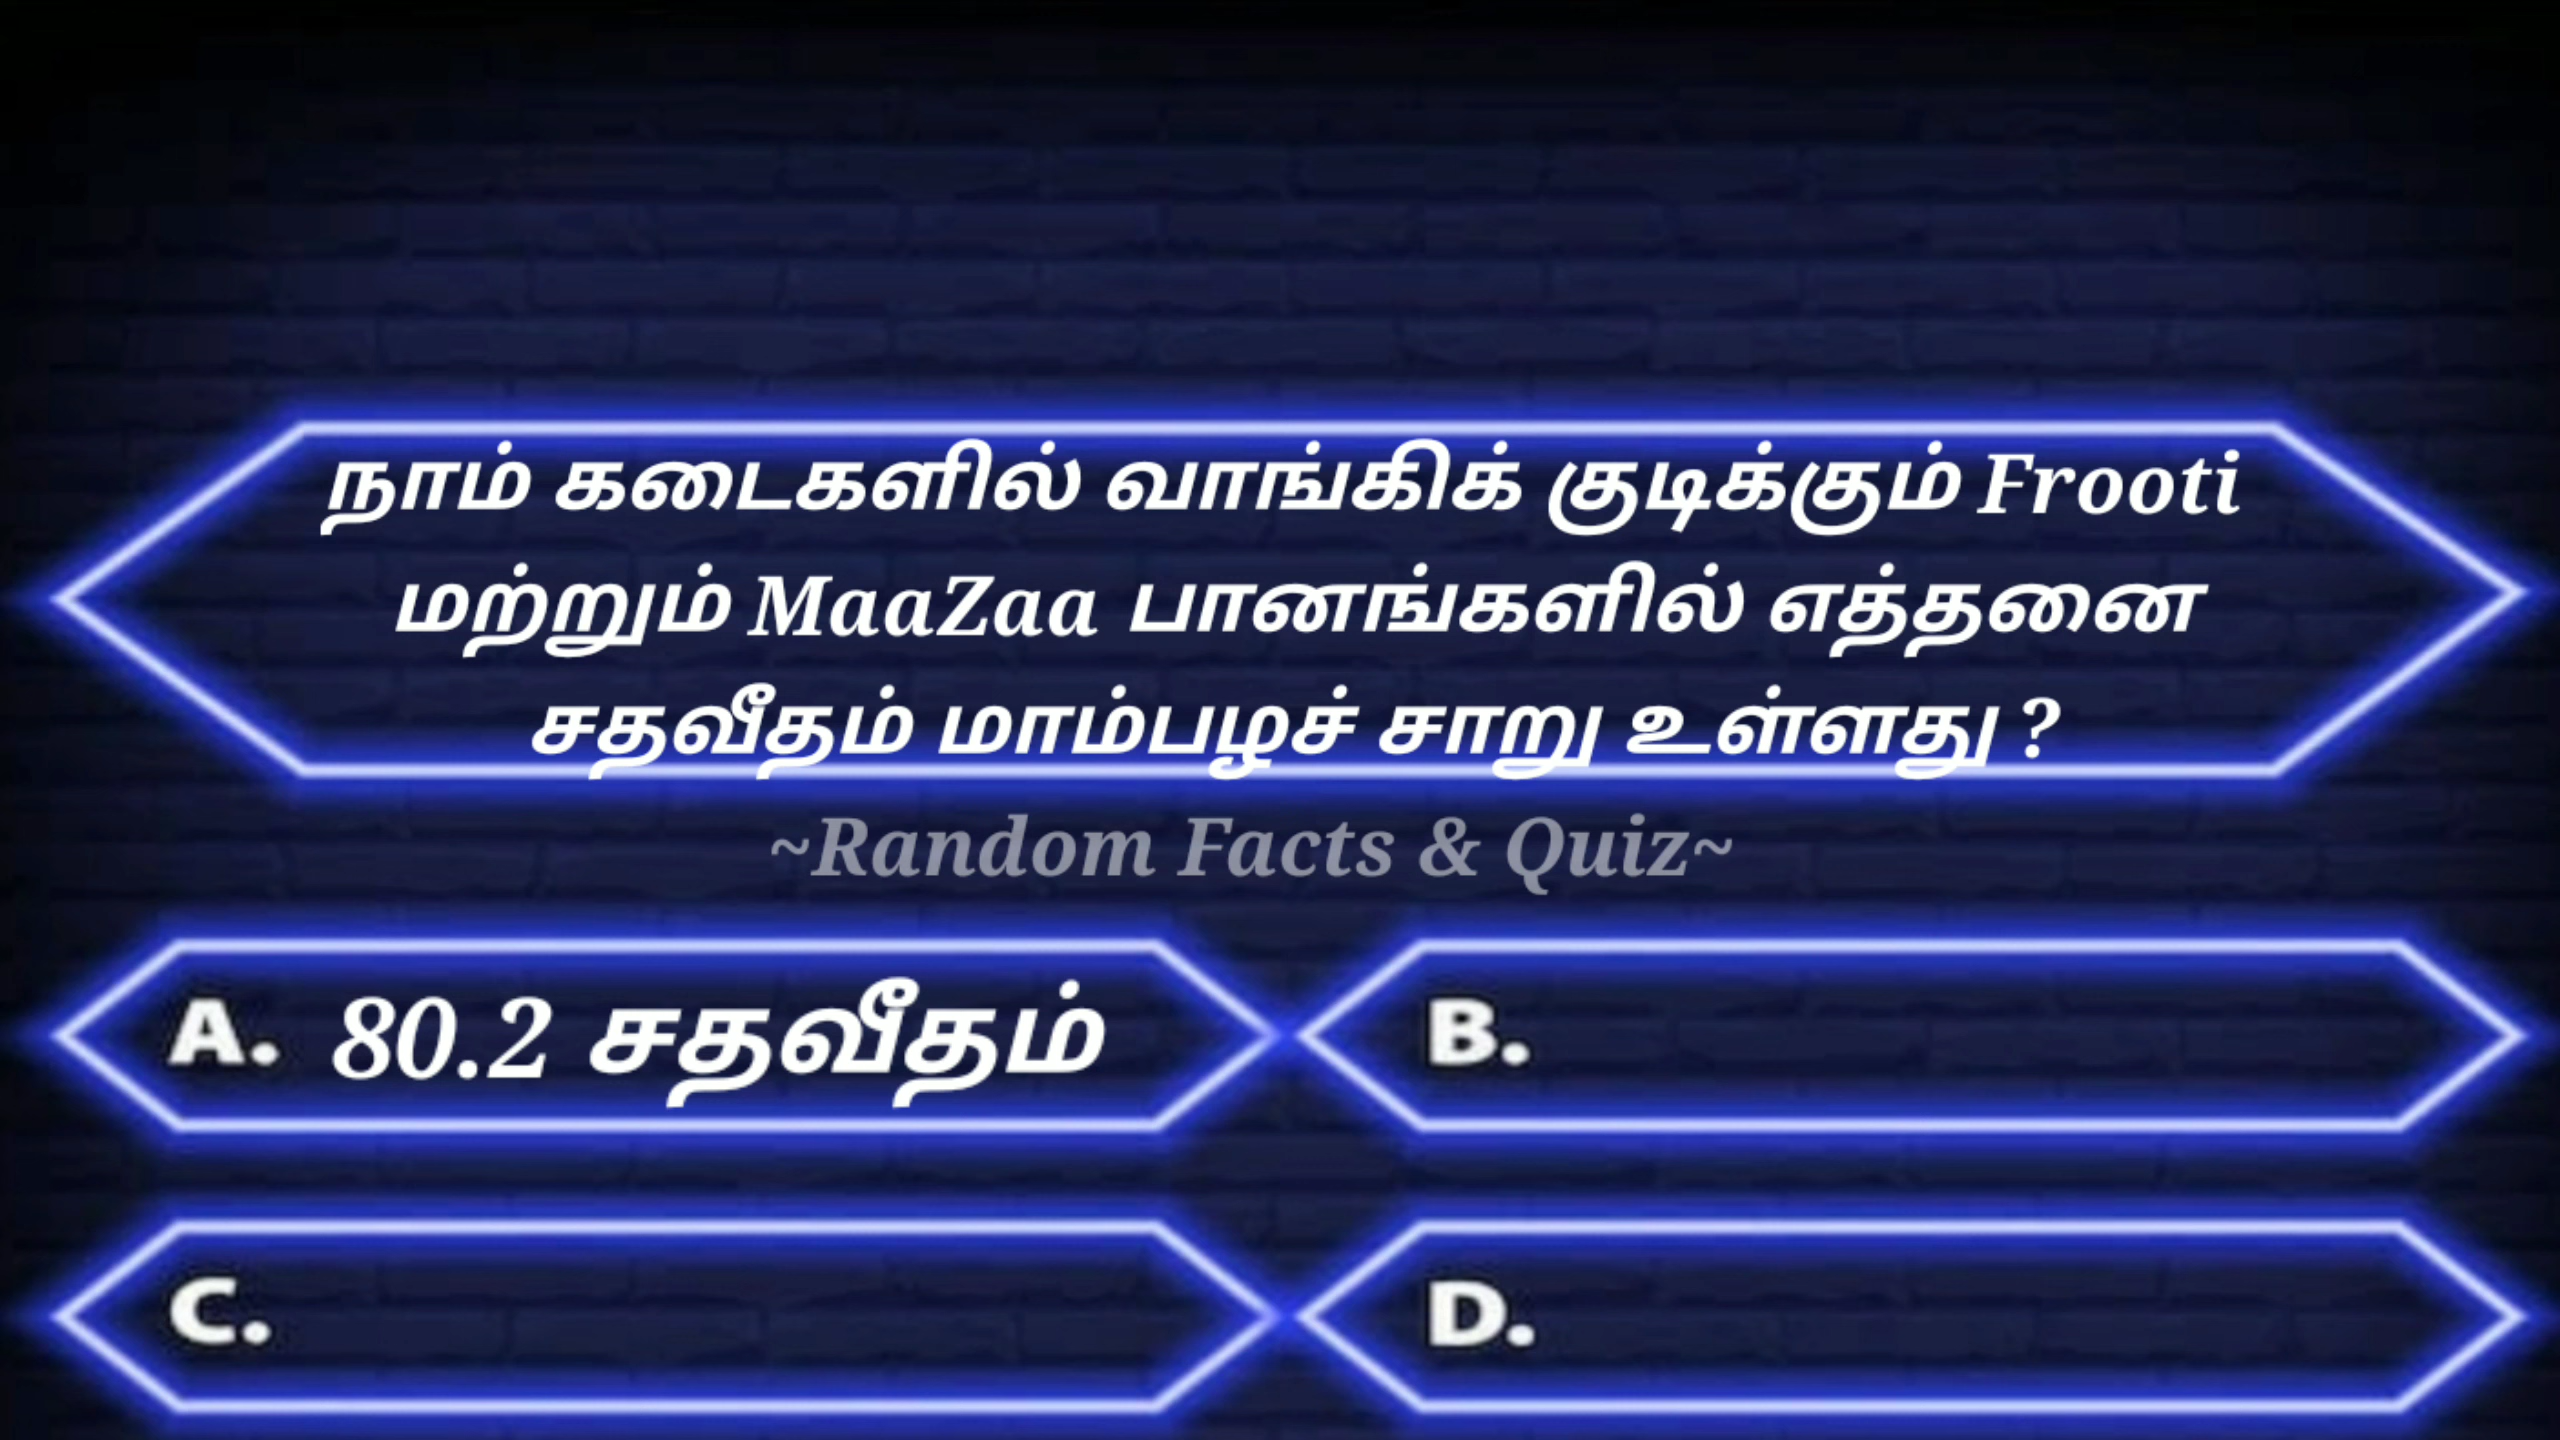 நாம் கடைகளில் வாங்கிக் குடிக்கும் Frooti
மற்றும் MaaZaa பானங்களில் எத்தனை
சதவீதம் மாம்பழச் சாறு உள்ளது ?
~Random Facts & Quiz~
A. 80.2 சதவீதம்
B.
C.
D.